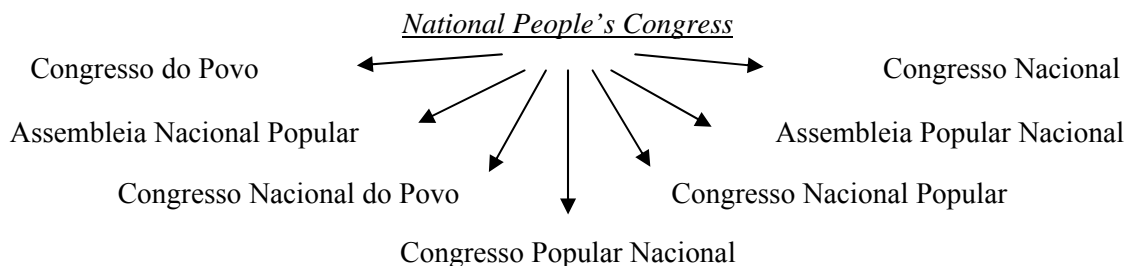 National People’s Congress
Congresso do Povo
Congresso Nacional
Assembleia Nacional Popular
Assembleia Popular Nacional
Congresso Nacional do Povo
Congresso Nacional Popular
Congresso Popular Nacional